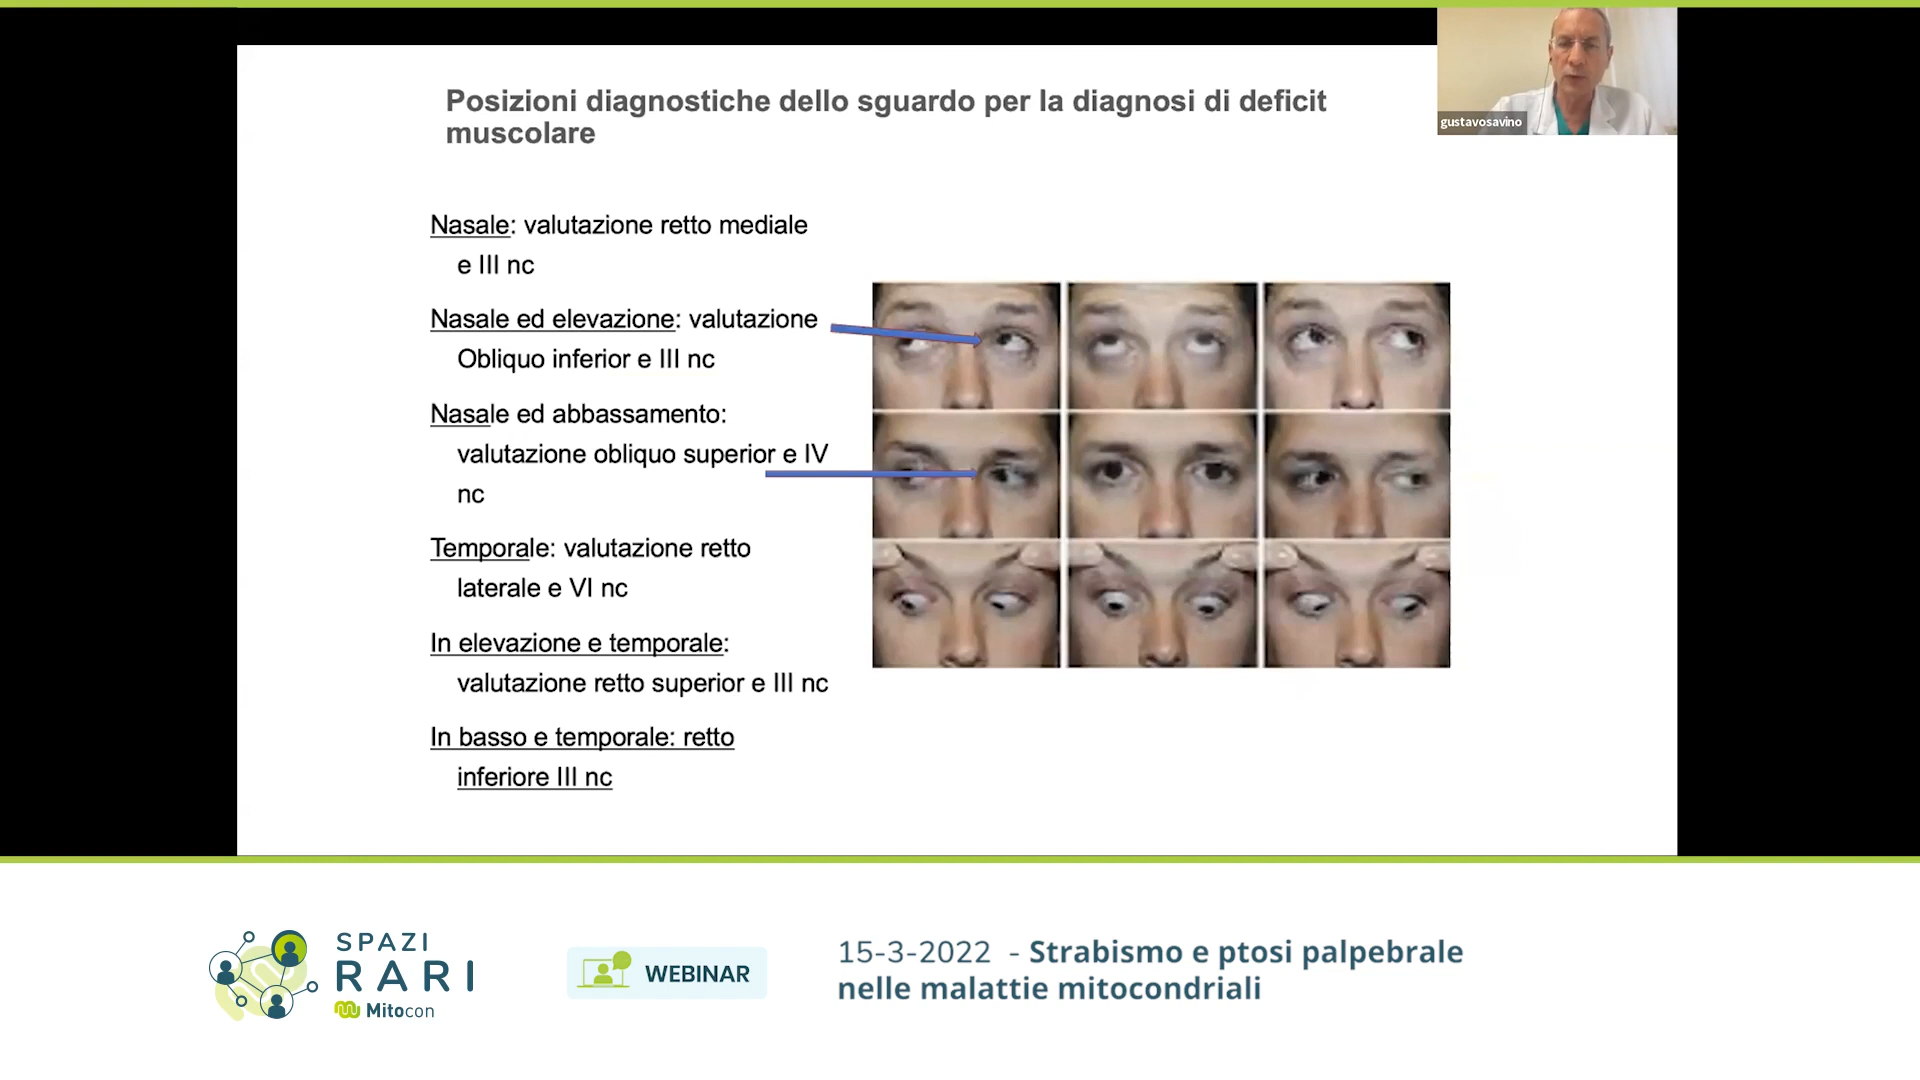 Posizioni diagnostiche dello sguardo per la diagnosi di deficit
muscolare
gustavosavino
Nasale: valutazione retto mediale
e III nc
Nasale ed elevazione: valutazione
Obliquo inferior e III nc
Nasale ed abbassamento:
valutazione obliquo superior e IV
nc
Temporale: valutazione retto
laterale e VI nc
In elevazione e temporale:
valutazione retto superior e III nc
In basso e temporale: retto
inferiore III nc
SPAZI
RARI
Mitocon
WEBINAR
15-3-2022 - Strabismo e ptosi palpebrale
nelle malattie mitocondriali